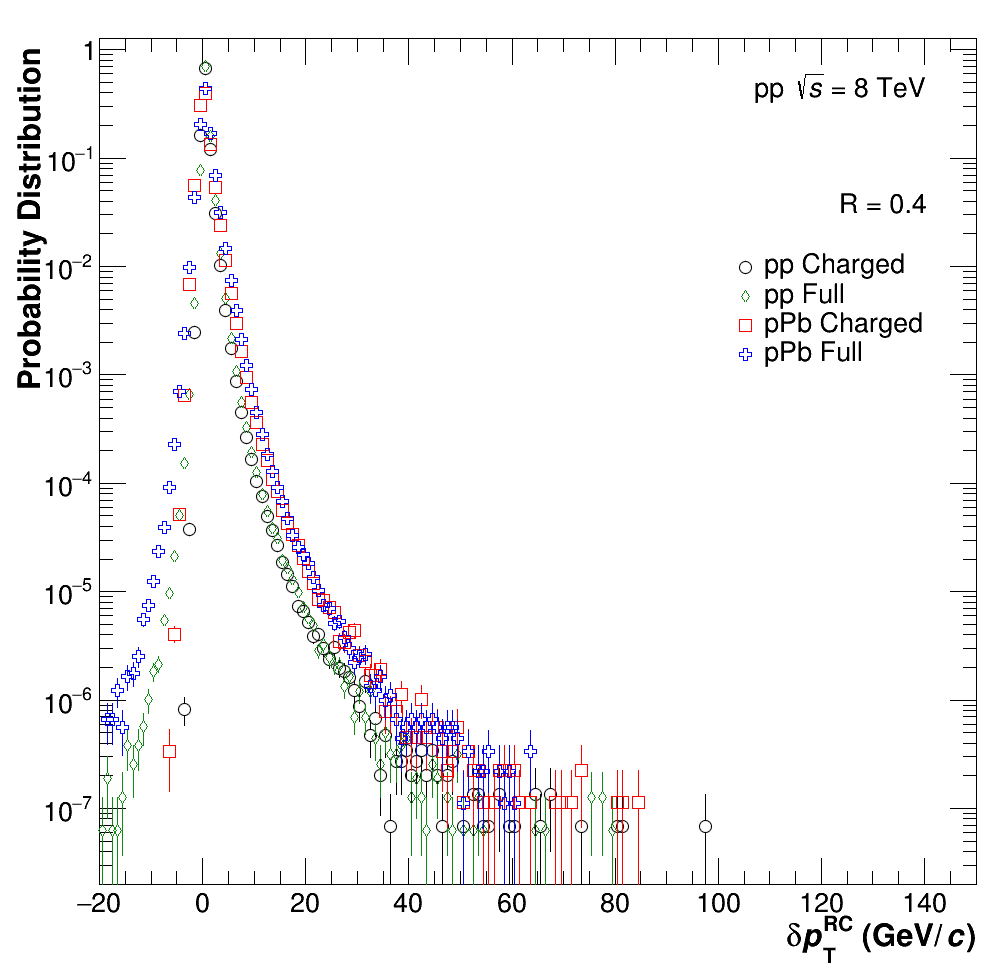 Probability Distribution
1
10−1
10−2
10−3
10−4
10−5
10−6
10−7
pp √s = 8 TeV
R = 0.4
pp Charged
pp Full
pPb Charged
pPb Full
−20 0 20 40 60 80 100 120 140
δp_T^RC (GeV/c)